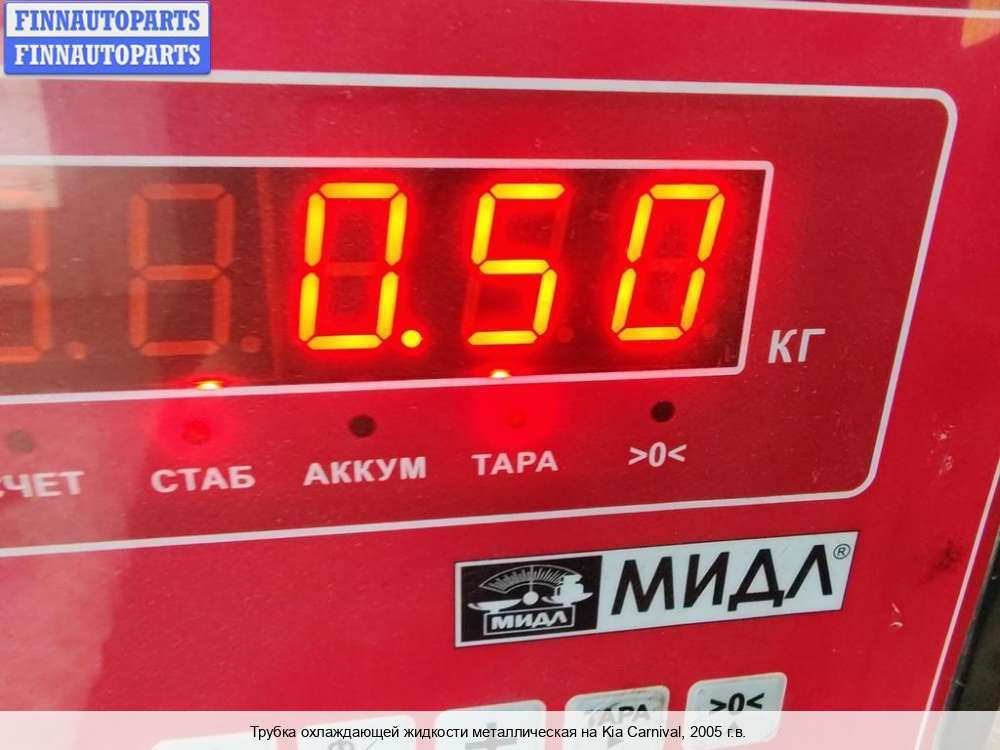 FINNAUTOPARTS
FINNAUTOPARTS
0.50
КГ
СТАБ
АККУМ
ТАРА
>0<
МИДЛ®
МИДЛ
ТАРА
>0<
Трубка охлаждающей жидкости металлическая на Kia Carnival, 2005 г.в.